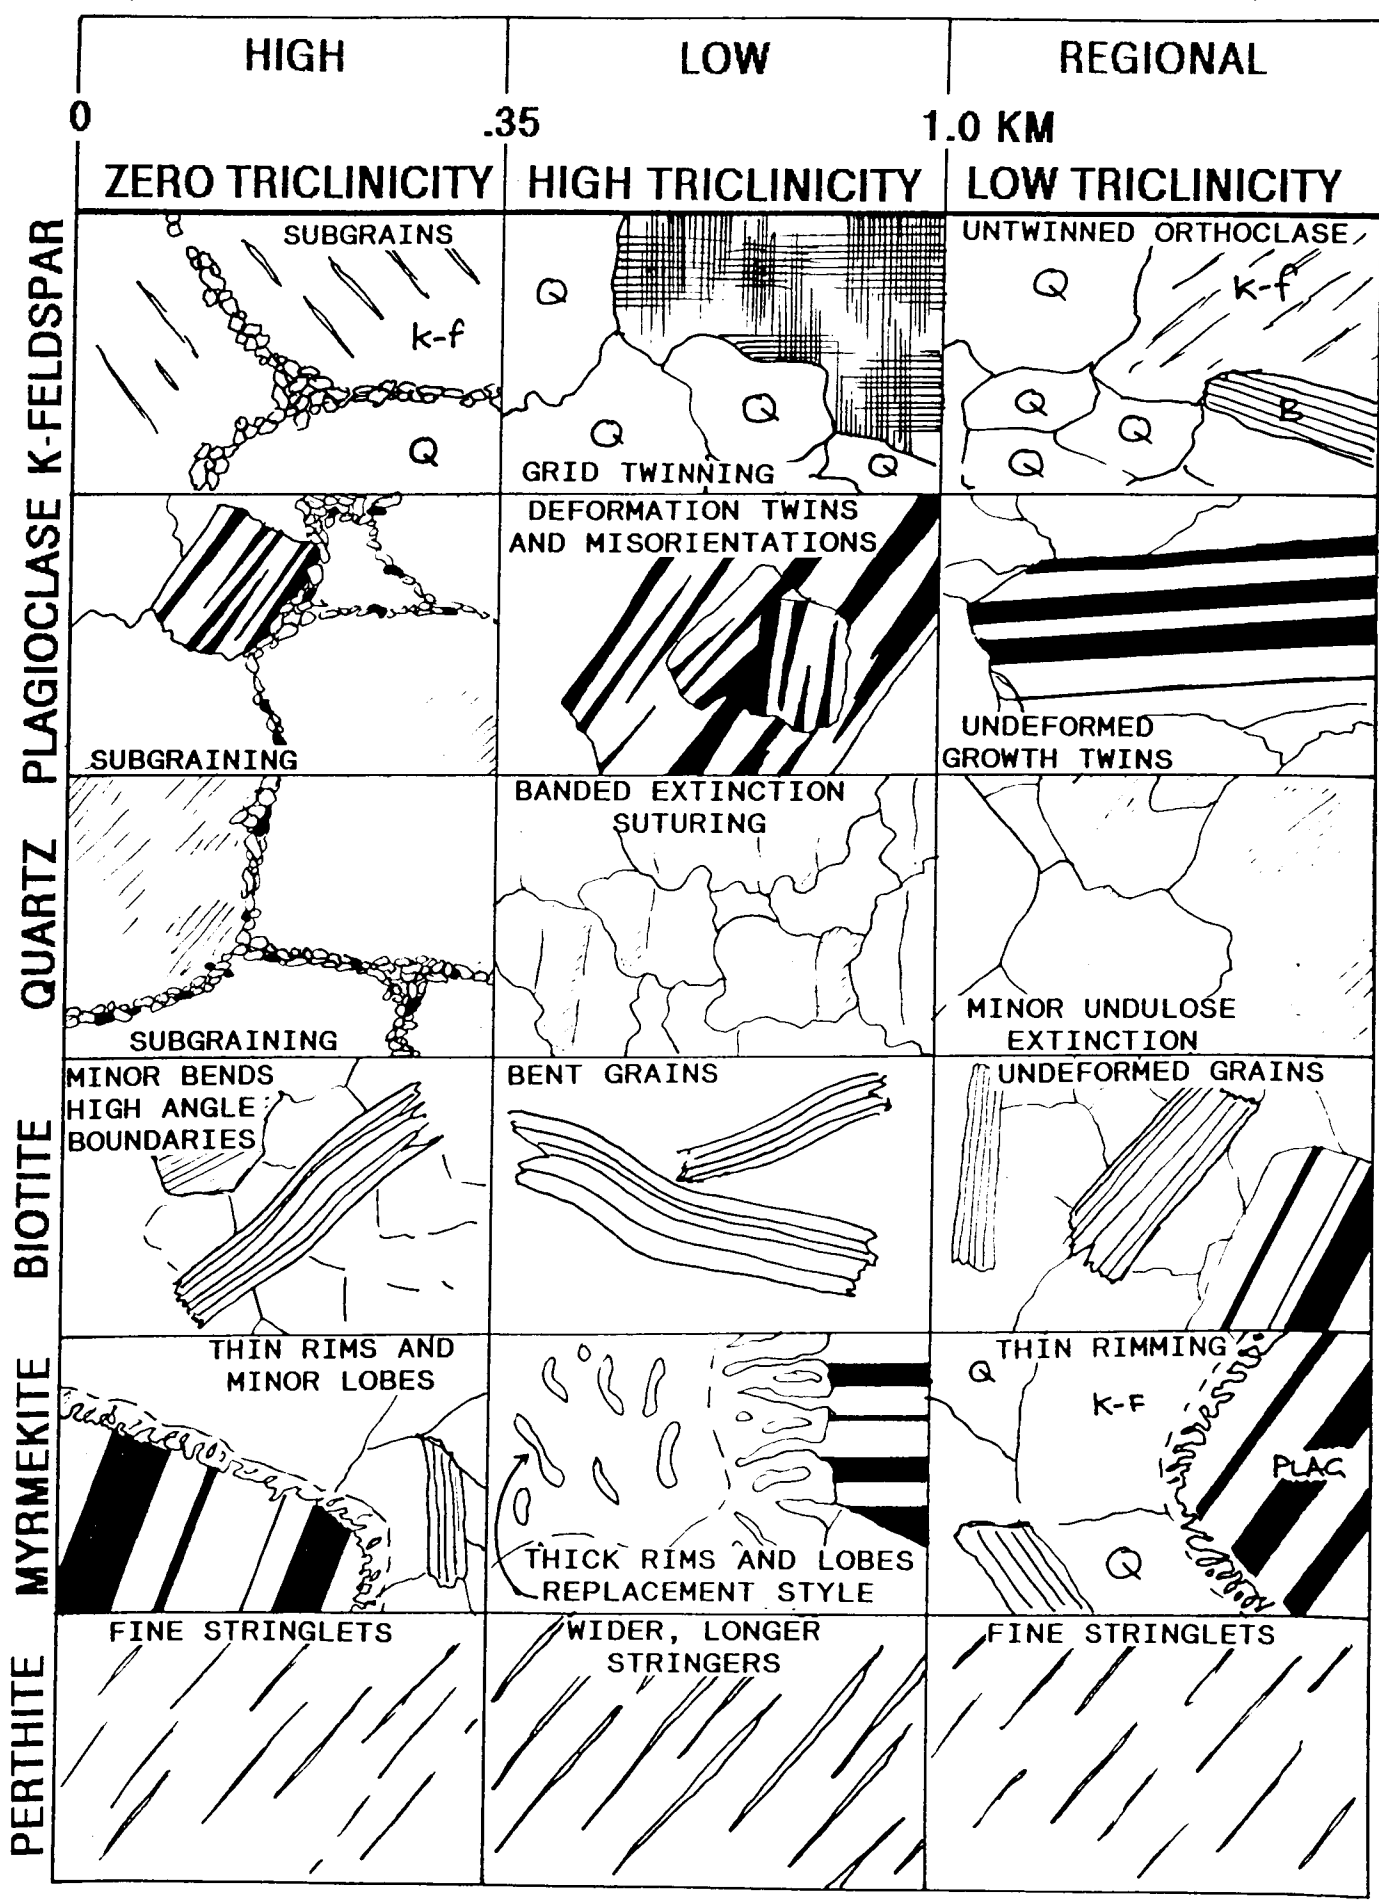 HIGH LOW REGIONAL
0 .35 1.0 KM
ZERO TRICLINICITY HIGH TRICLINICITY LOW TRICLINICITY
K-FELDSPAR
SUBGRAINS
k-f
Q
Q
Q
Q
Q
GRID TWINNING
UNTWINNED ORTHOCLASE
Q
k-f
Q
B
Q
Q
PLAGIOCLASE
SUBGRAINING
DEFORMATION TWINS
AND MISORIENTATIONS
UNDEFORMED
GROWTH TWINS
QUARTZ
SUBGRAINING
BANDED EXTINCTION
SUTURING
MINOR UNDULOSE
EXTINCTION
BIOTITE
MINOR BENDS
HIGH ANGLE
BOUNDARIES
BENT GRAINS
UNDEFORMED GRAINS
MYRMEKITE
THIN RIMS AND
MINOR LOBES
THICK RIMS AND LOBES
REPLACEMENT STYLE
THIN RIMMING
Q
K-F
PLAG
Q
PERTHITE
FINE STRINGLETS
WIDER, LONGER
STRINGERS
FINE STRINGLETS